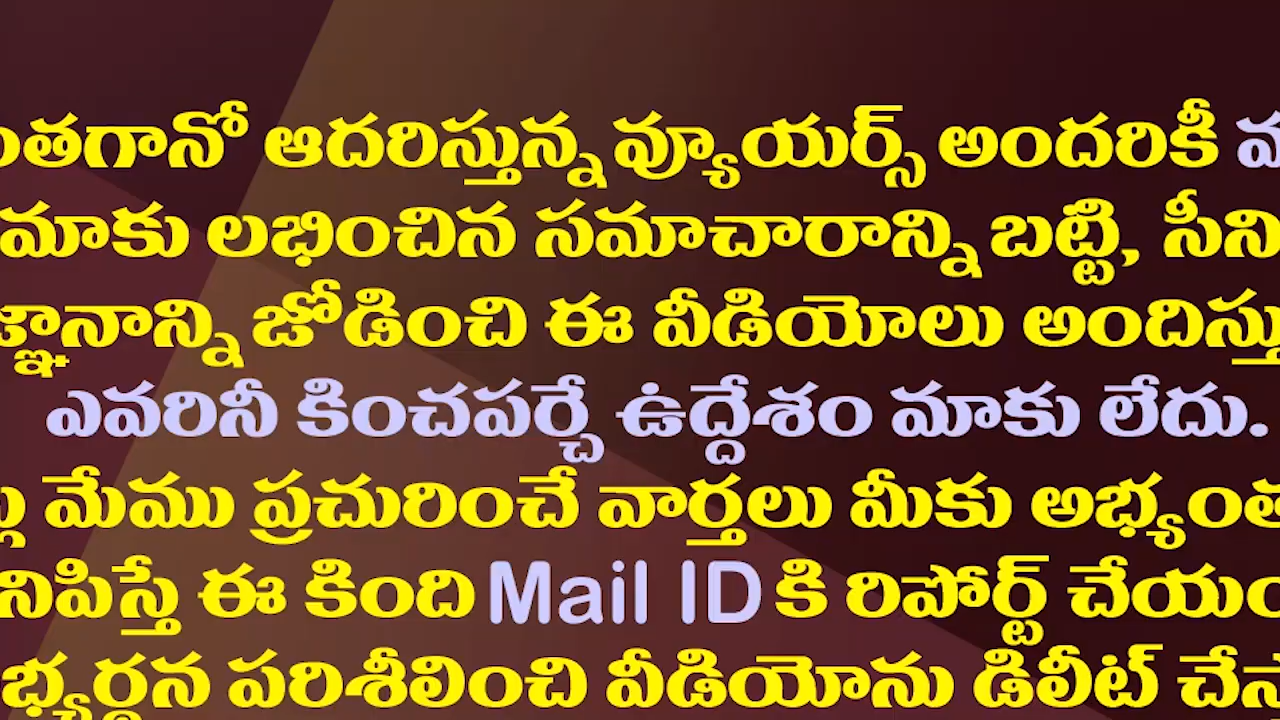 ఆదరిస్తున్న వ్యూయర్స్ అందరికీ
మాకు లభించిన సమాచారాన్ని బట్టి,
జోడించి ఈ వీడియోలు
ఎవరినీ కించపర్చే ఉద్దేశం మాకు లేదు.
మేము ప్రచురించే వార్తలు మీకు
ఈ కింది Mail ID కి రిపోర్ట్
పరిశీలించి వీడియోను డిలీట్